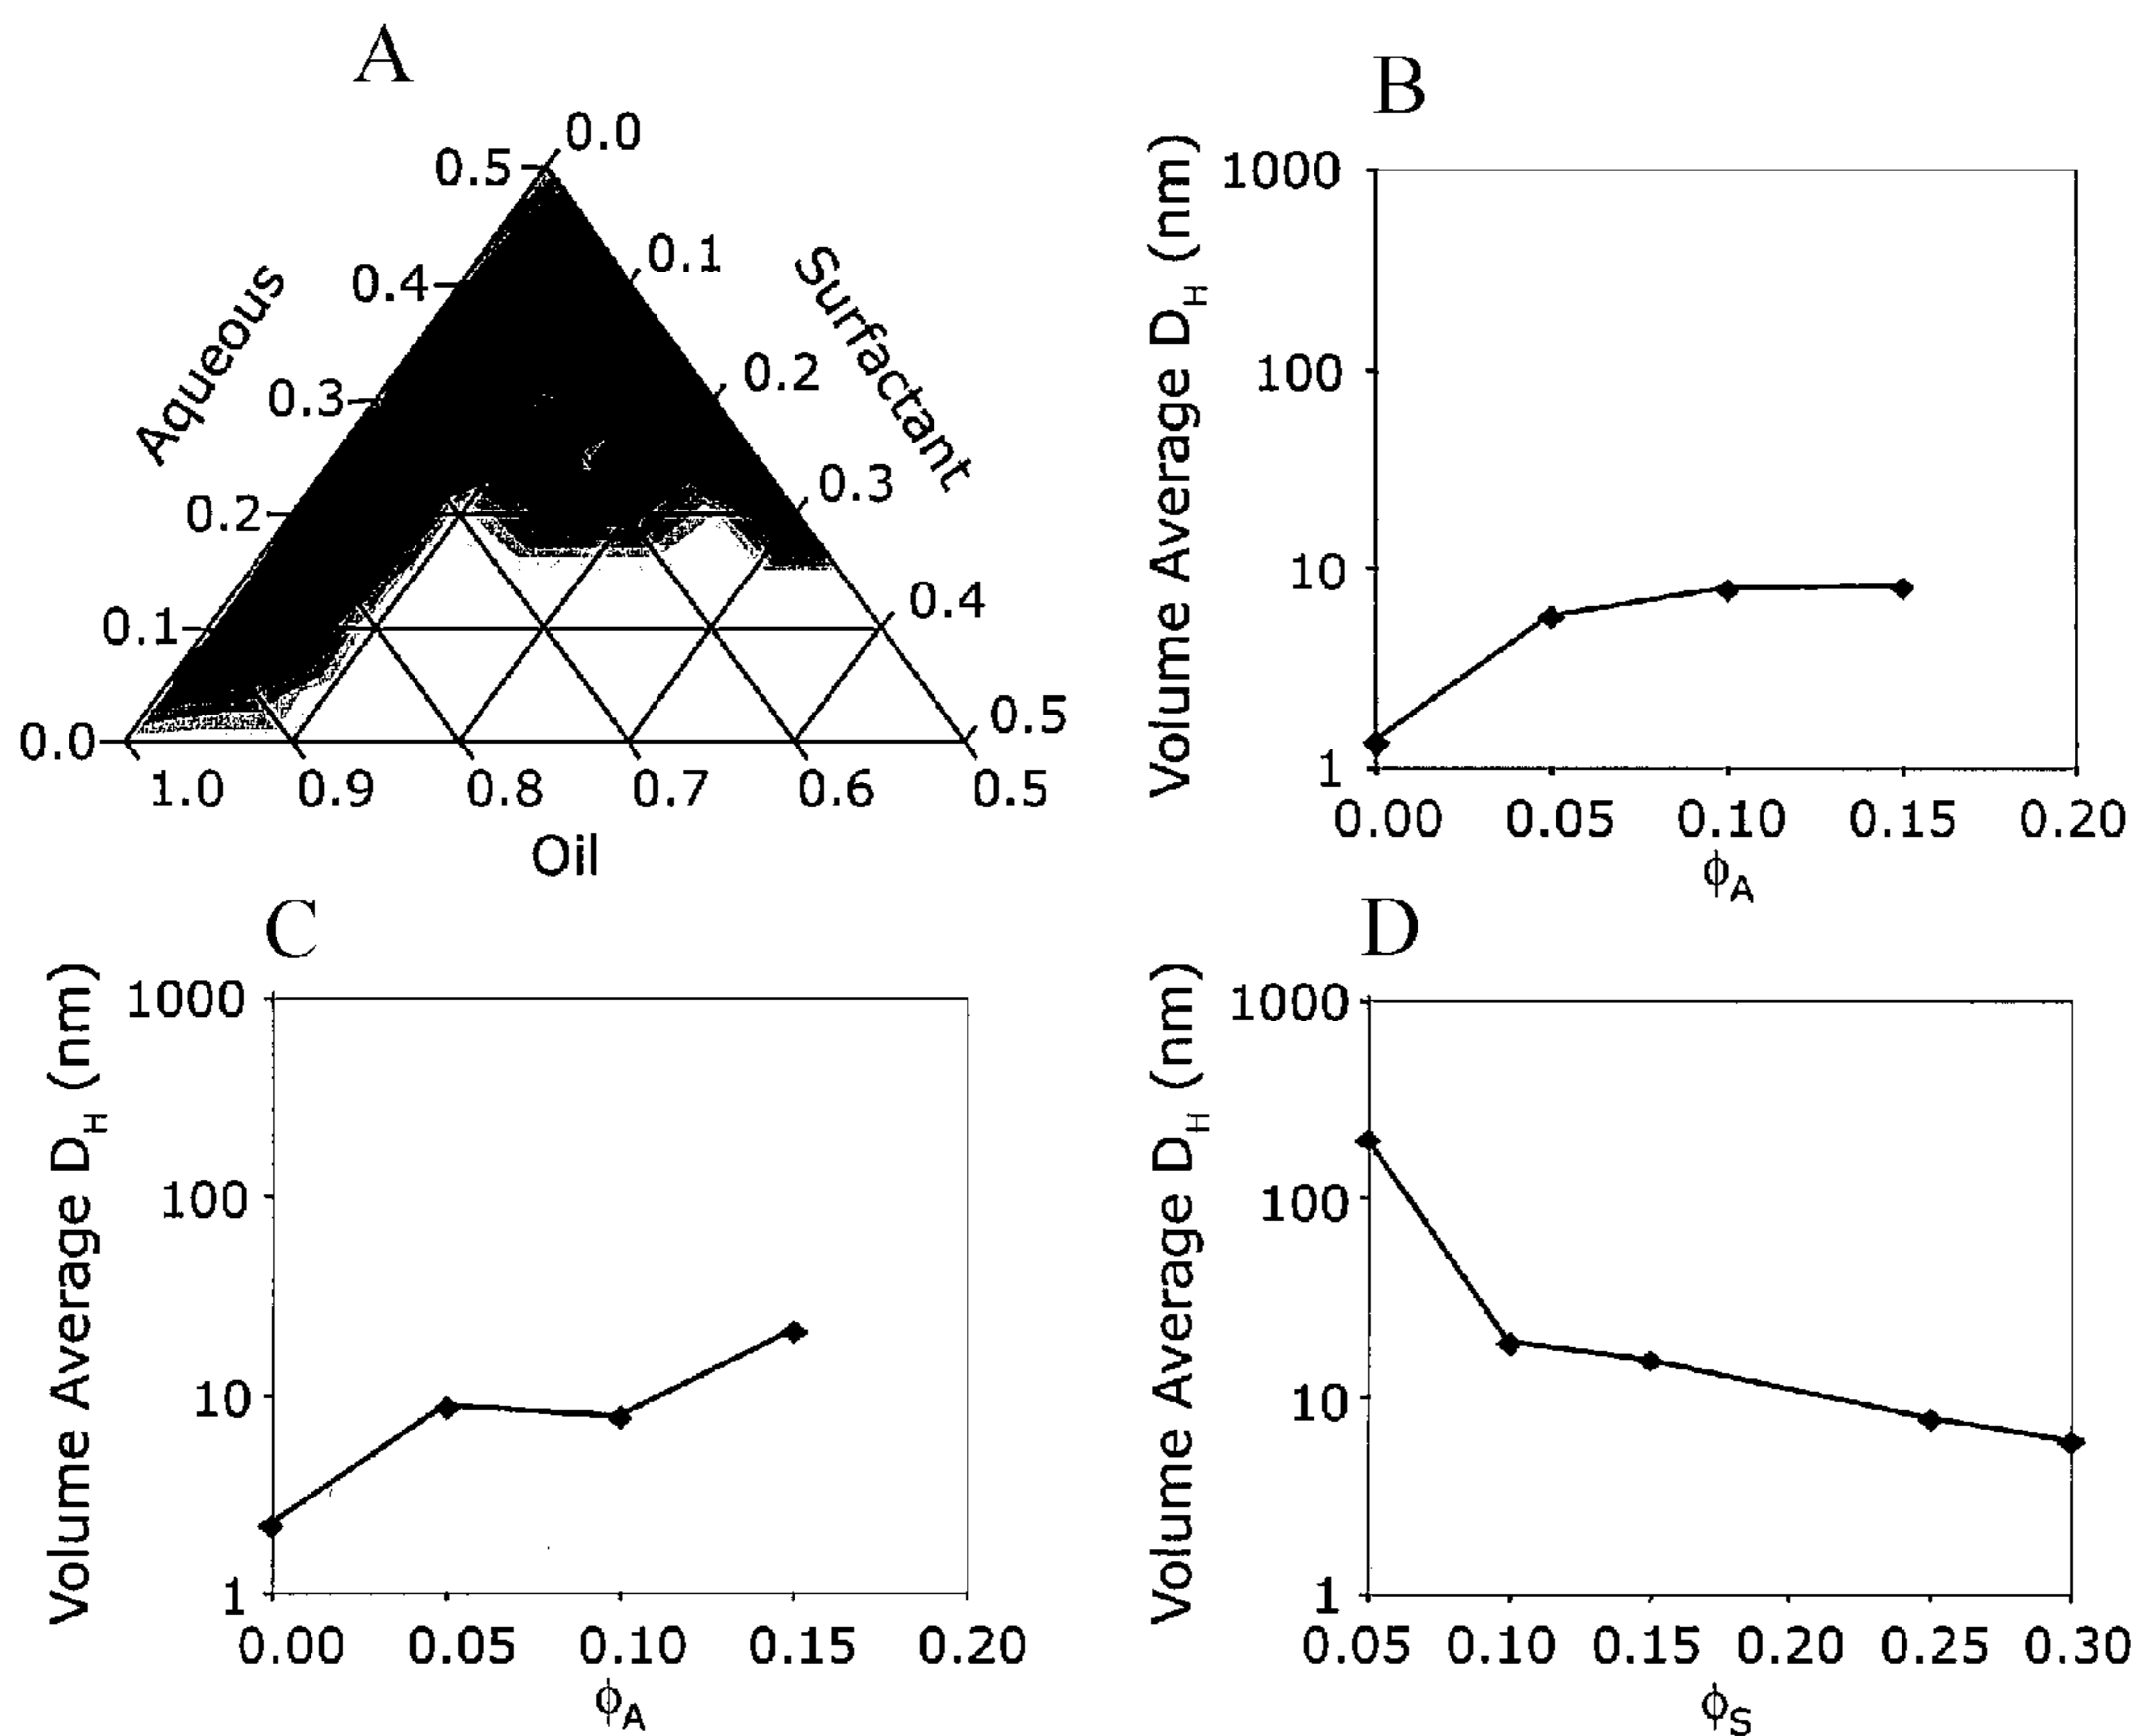 A
0.0
0.5
0.1
0.4
Aqueous
Surfactant
0.2
0.3
0.3
0.2
0.4
0.1
0.5
0.0
1.0 0.9 0.8 0.7 0.6 0.5
Oil
B
Volume Average D_H (nm)
1000
100
10
1
0.00 0.05 0.10 0.15 0.20
ϕ_A
C
Volume Average D_H (nm)
1000
100
10
1
0.00 0.05 0.10 0.15 0.20
ϕ_A
D
Volume Average D_H (nm)
1000
100
10
1
0.05 0.10 0.15 0.20 0.25 0.30
ϕ_S